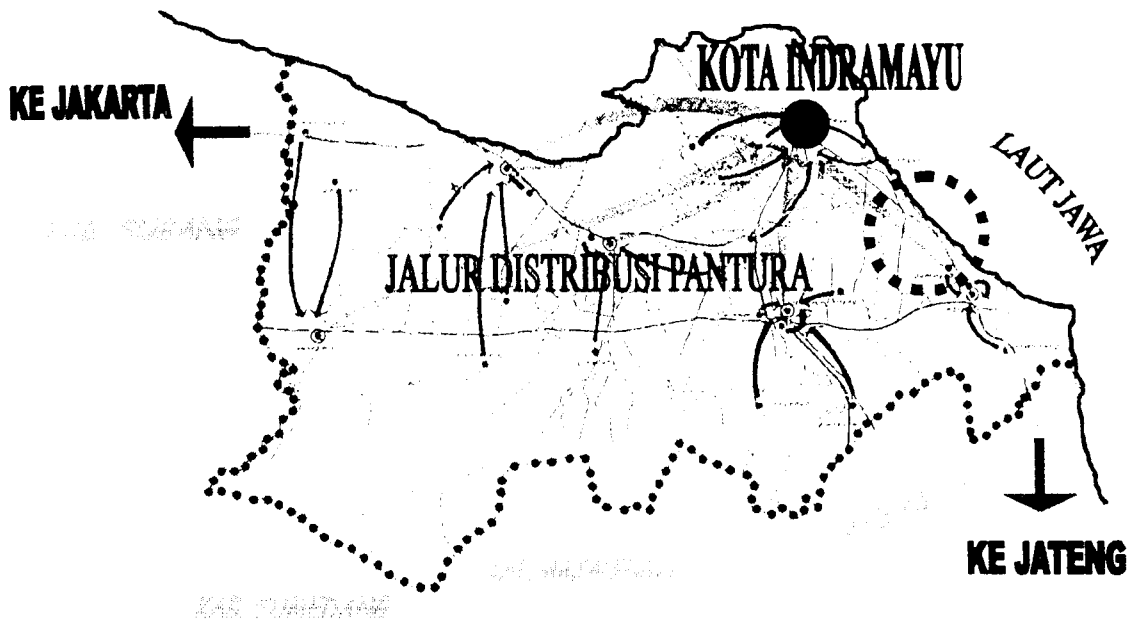 KOTA INDRAMAYU
KE JAKARTA
LAUT JAWA
JALUR DISTRIBUSI PANTURA
KE JATENG